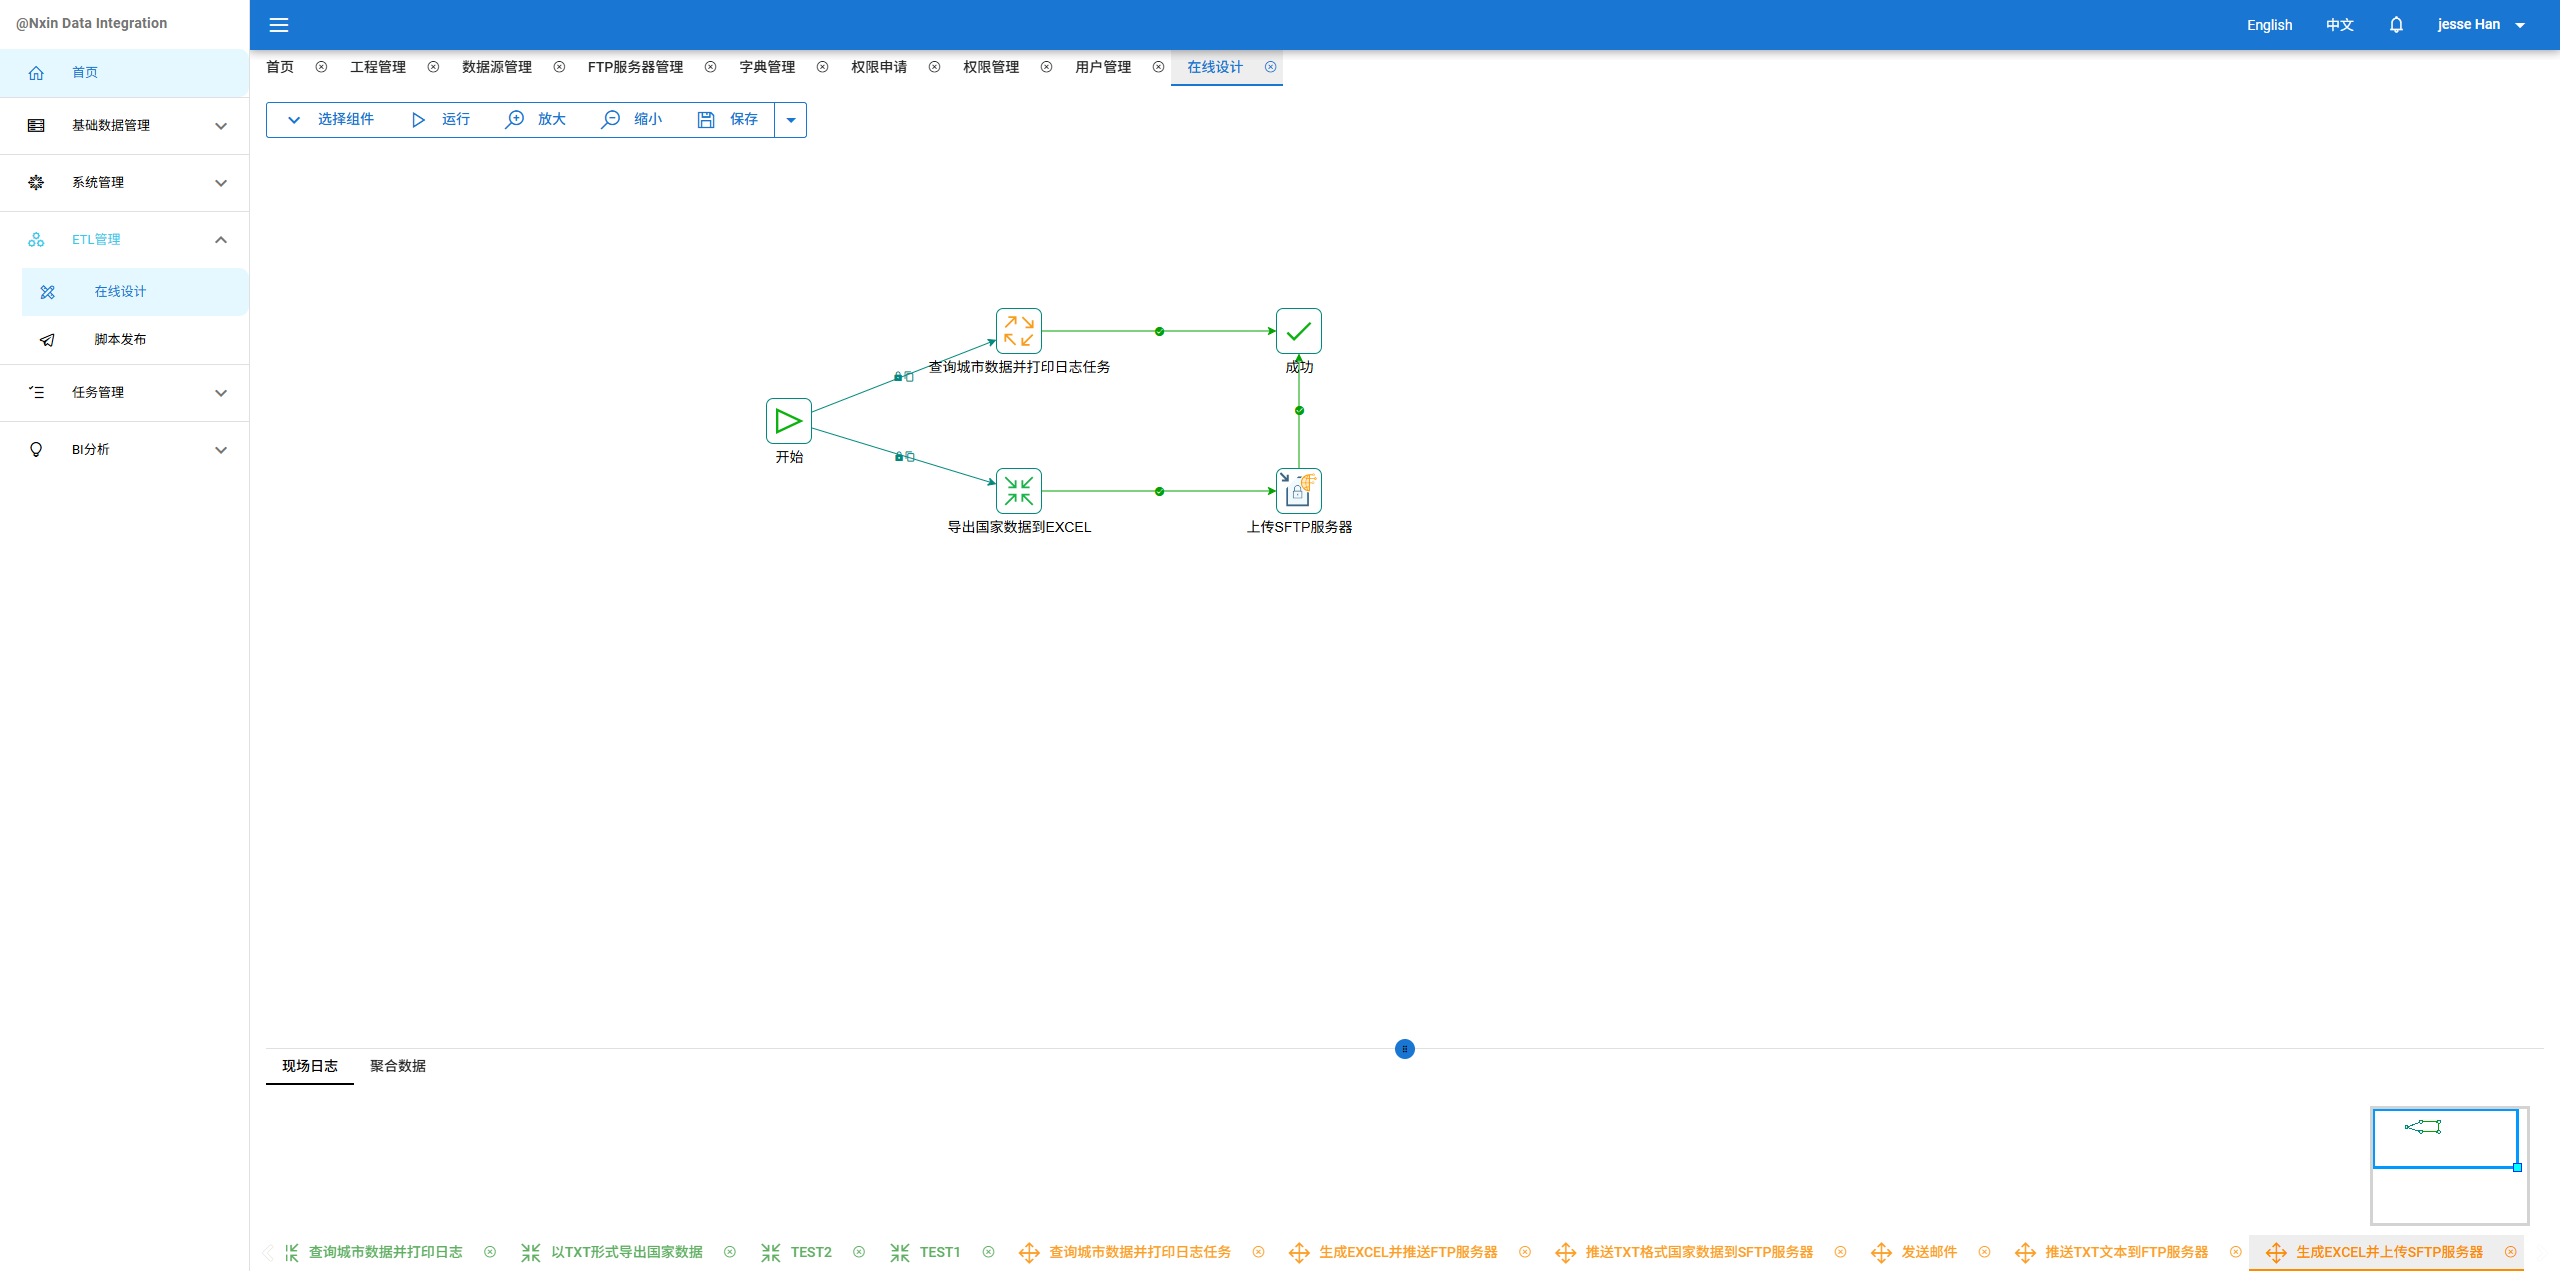 @Nxin Data Integration
English 中文 jesse Han
首页
基础数据管理
系统管理
ETL管理
在线设计
脚本发布
任务管理
BI分析
首页 工程管理 数据源管理 FTP服务器管理 字典管理 权限申请 权限管理 用户管理 在线设计
选择组件 运行 放大 缩小 保存
查询城市数据并打印日志任务
成功
开始
导出国家数据到EXCEL
上传SFTP服务器
现场日志 聚合数据
查询城市数据并打印日志 以TXT形式导出国家数据 TEST2 TEST1 查询城市数据并打印日志任务 生成EXCEL并推送FTP服务器 推送TXT格式国家数据到SFTP服务器 发送邮件 推送TXT文本到FTP服务器 生成EXCEL并上传SFTP服务器